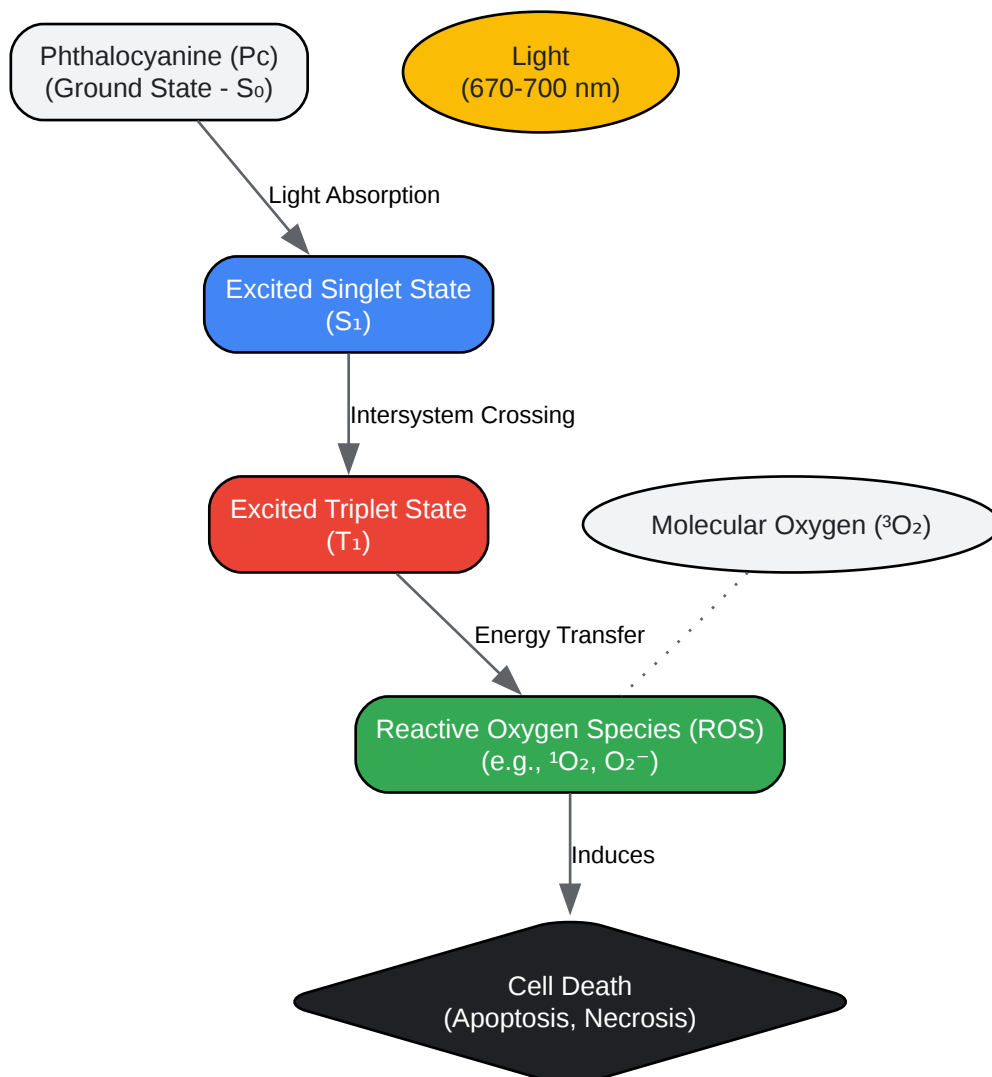 Phthalocyanine (Pc)
(Ground State - S₀)
Light
(670-700 nm)
Light Absorption
Excited Singlet State
(S₁)
Intersystem Crossing
Excited Triplet State
(T₁)
Molecular Oxygen (³O₂)
Energy Transfer
Reactive Oxygen Species (ROS)
(e.g., ¹O₂, O₂⁻)
Induces
Cell Death
(Apoptosis, Necrosis)